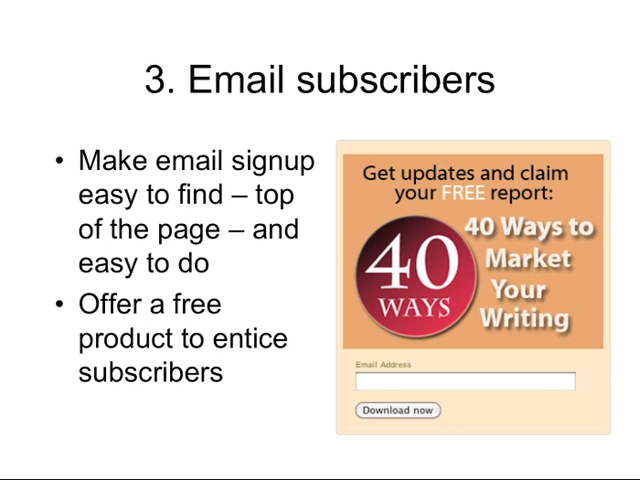 3. Email subscribers
• Make email signup
easy to find – top
of the page – and
easy to do
• Offer a free
product to entice
subscribers
Get updates and claim
your FREE report:
40 WAYS
40 Ways to
Market
Your
Writing
Email Address
Download now